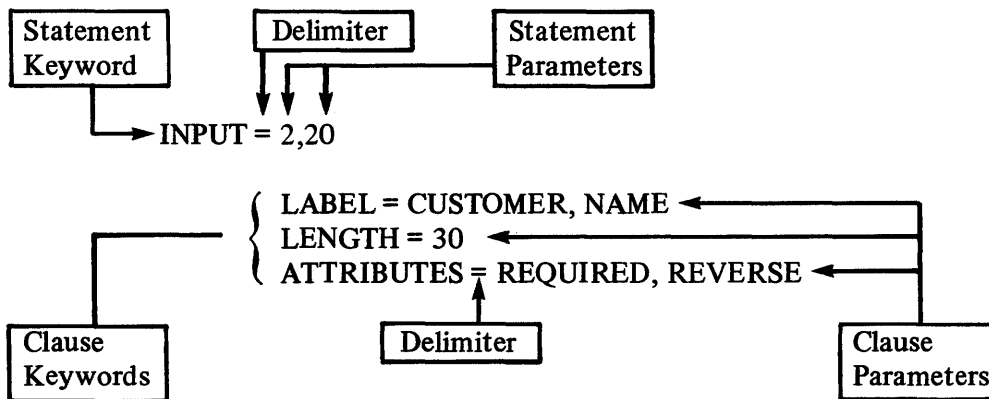 Statement
Keyword
Delimiter
Statement
Parameters
INPUT = 2,20
LABEL = CUSTOMER, NAME
LENGTH = 30
ATTRIBUTES = REQUIRED, REVERSE
Clause
Keywords
Delimiter
Clause
Parameters